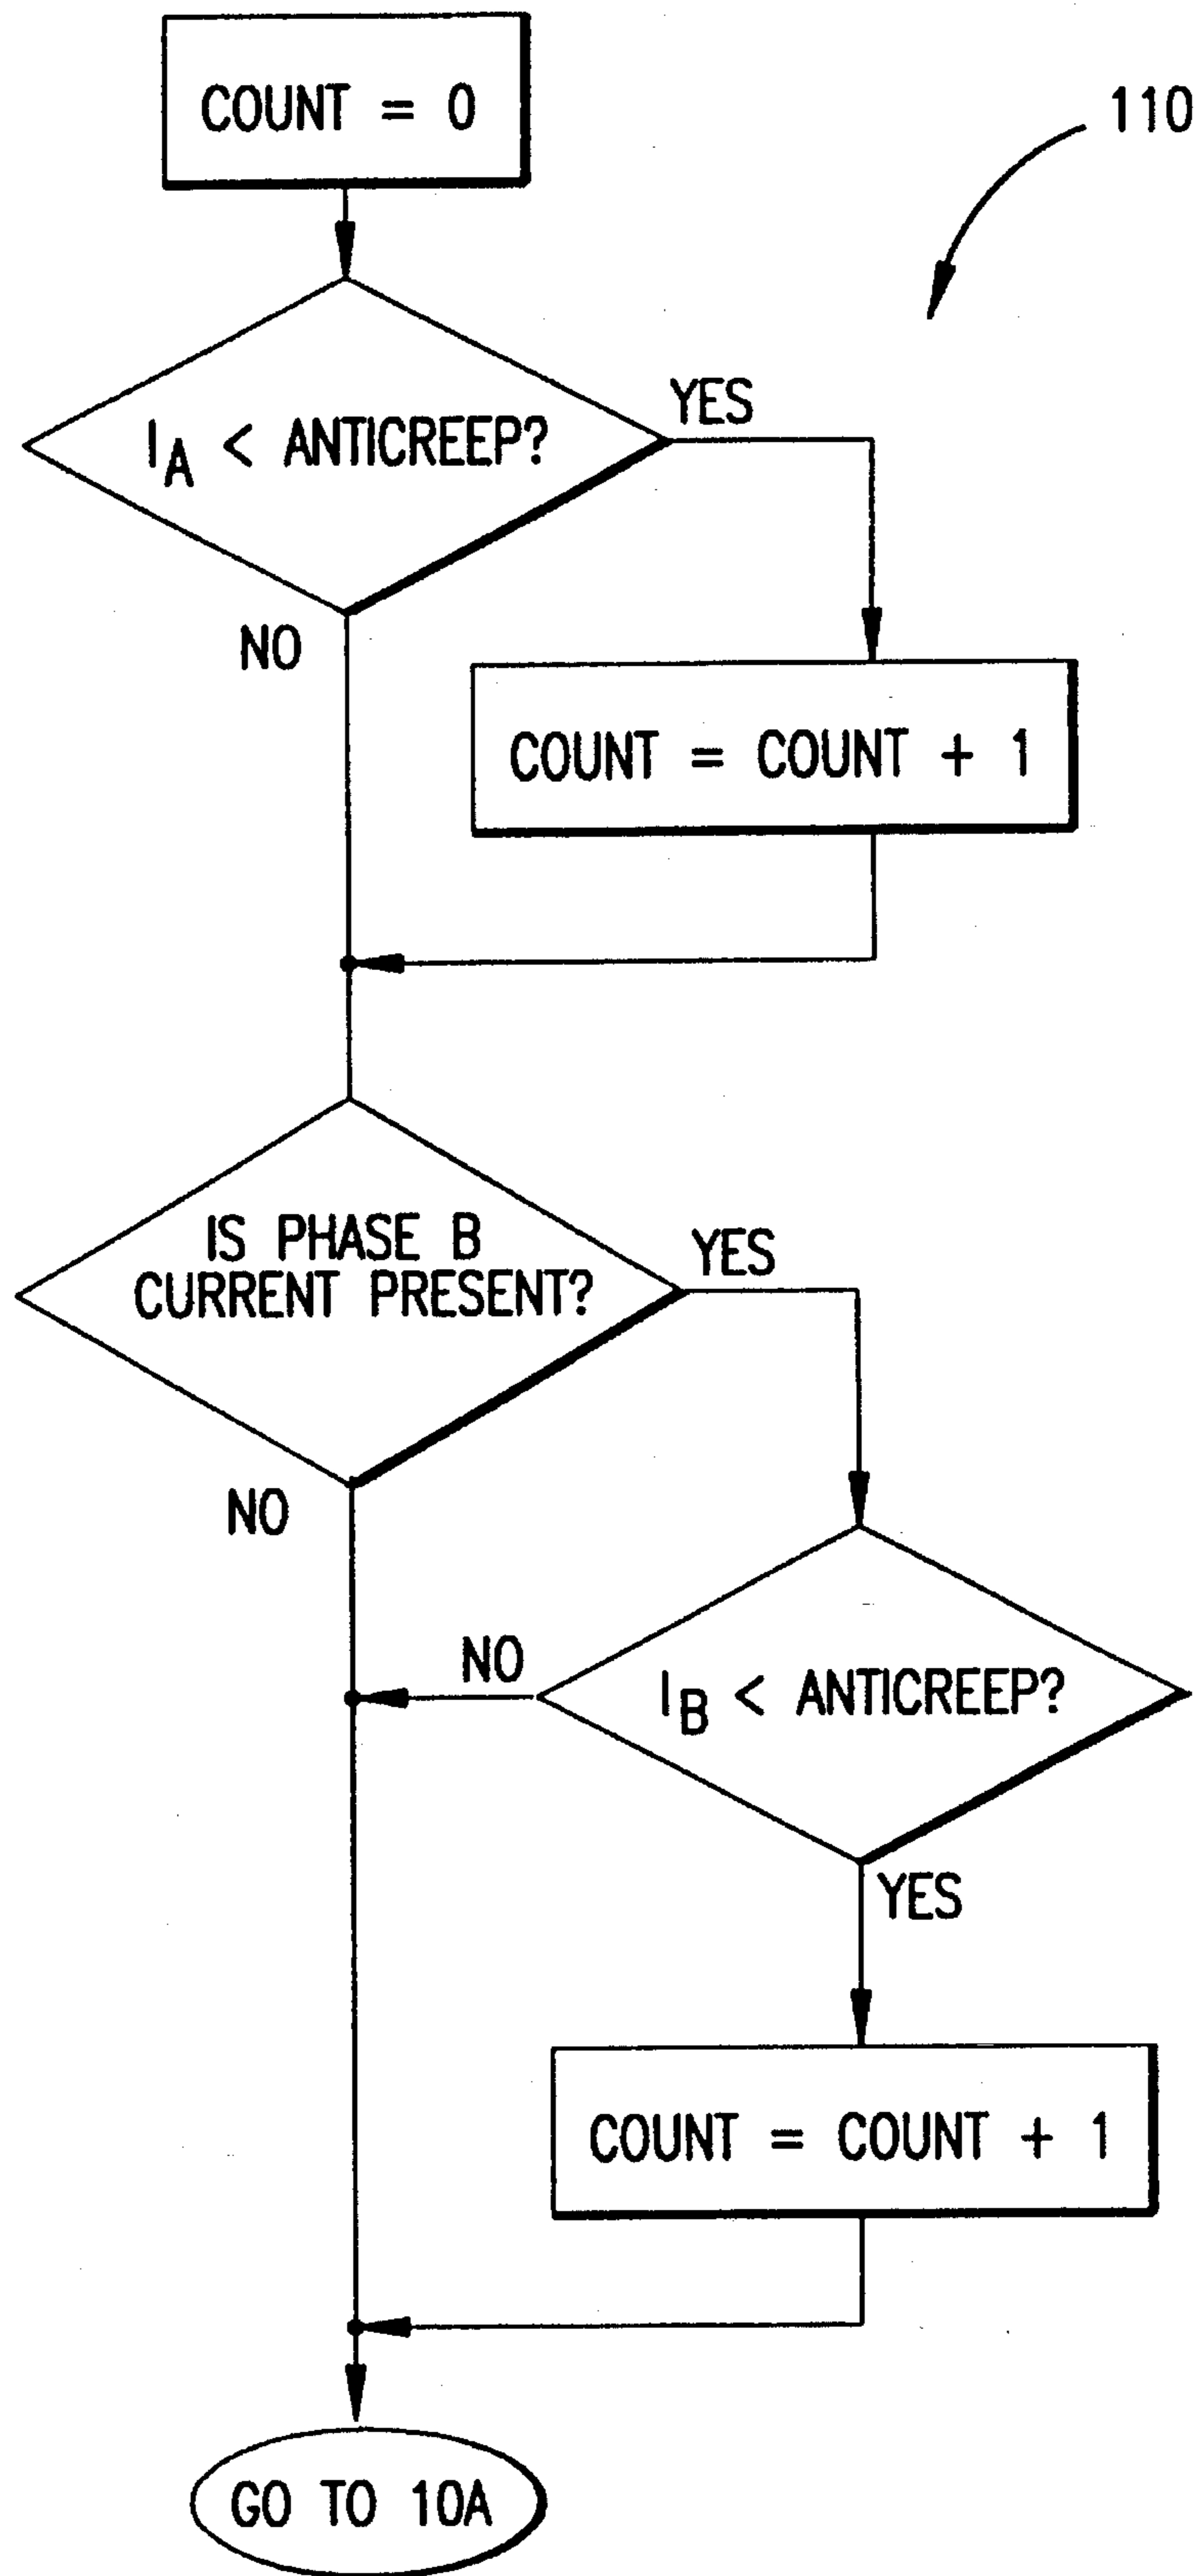 COUNT = 0
110
I_A < ANTICREEP?
YES
NO
COUNT = COUNT + 1
IS PHASE B
CURRENT PRESENT?
YES
NO
NO
I_B < ANTICREEP?
YES
COUNT = COUNT + 1
GO TO 10A